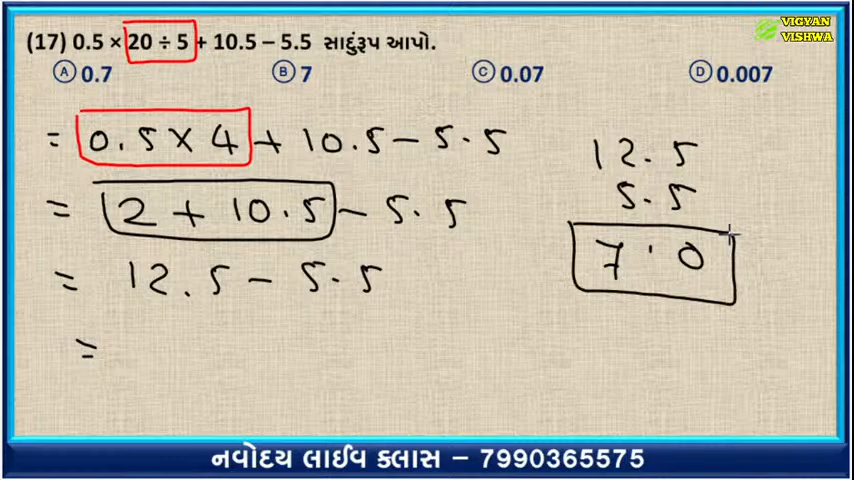 (17) 0.5 × 20 ÷ 5 + 10.5 – 5.5 સાદુંરૂપ આપો.
VIGYAN
VISHWA
A 0.7 B 7 C 0.07 D 0.007
= 0.5 × 4 + 10.5 – 5.5
= 2 + 10.5 – 5.5
= 12.5 – 5.5
=
12.5
5.5
7.0
નવોદય લાઈવ ક્લાસ – 7990365575